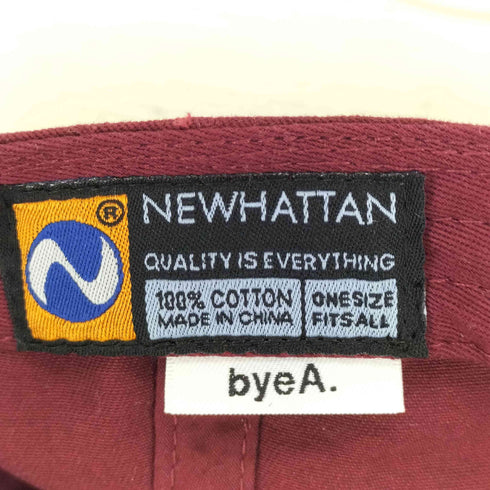 ®
NEWHATTAN
QUALITY IS EVERYTHING
100% COTTON
MADE IN CHINA
ONE SIZE
FITS ALL
byeA.